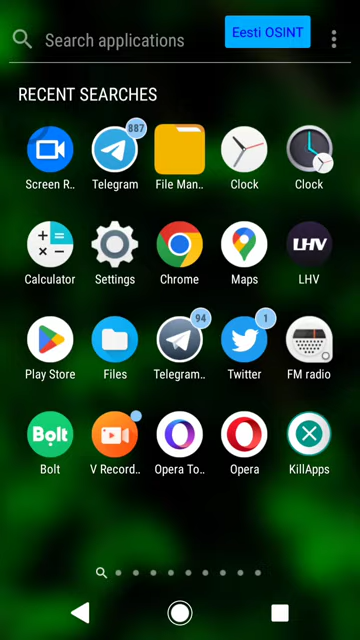 Search applications
Eesti OSINT
RECENT SEARCHES
887
Screen R..
Telegram
File Man..
Clock
Clock
Calculator
Settings
Chrome
Maps
LHV
LHV
94
1
Play Store
Files
Telegram..
Twitter
FM radio
Bolt
Bolt
V Record..
Opera To..
Opera
KillApps